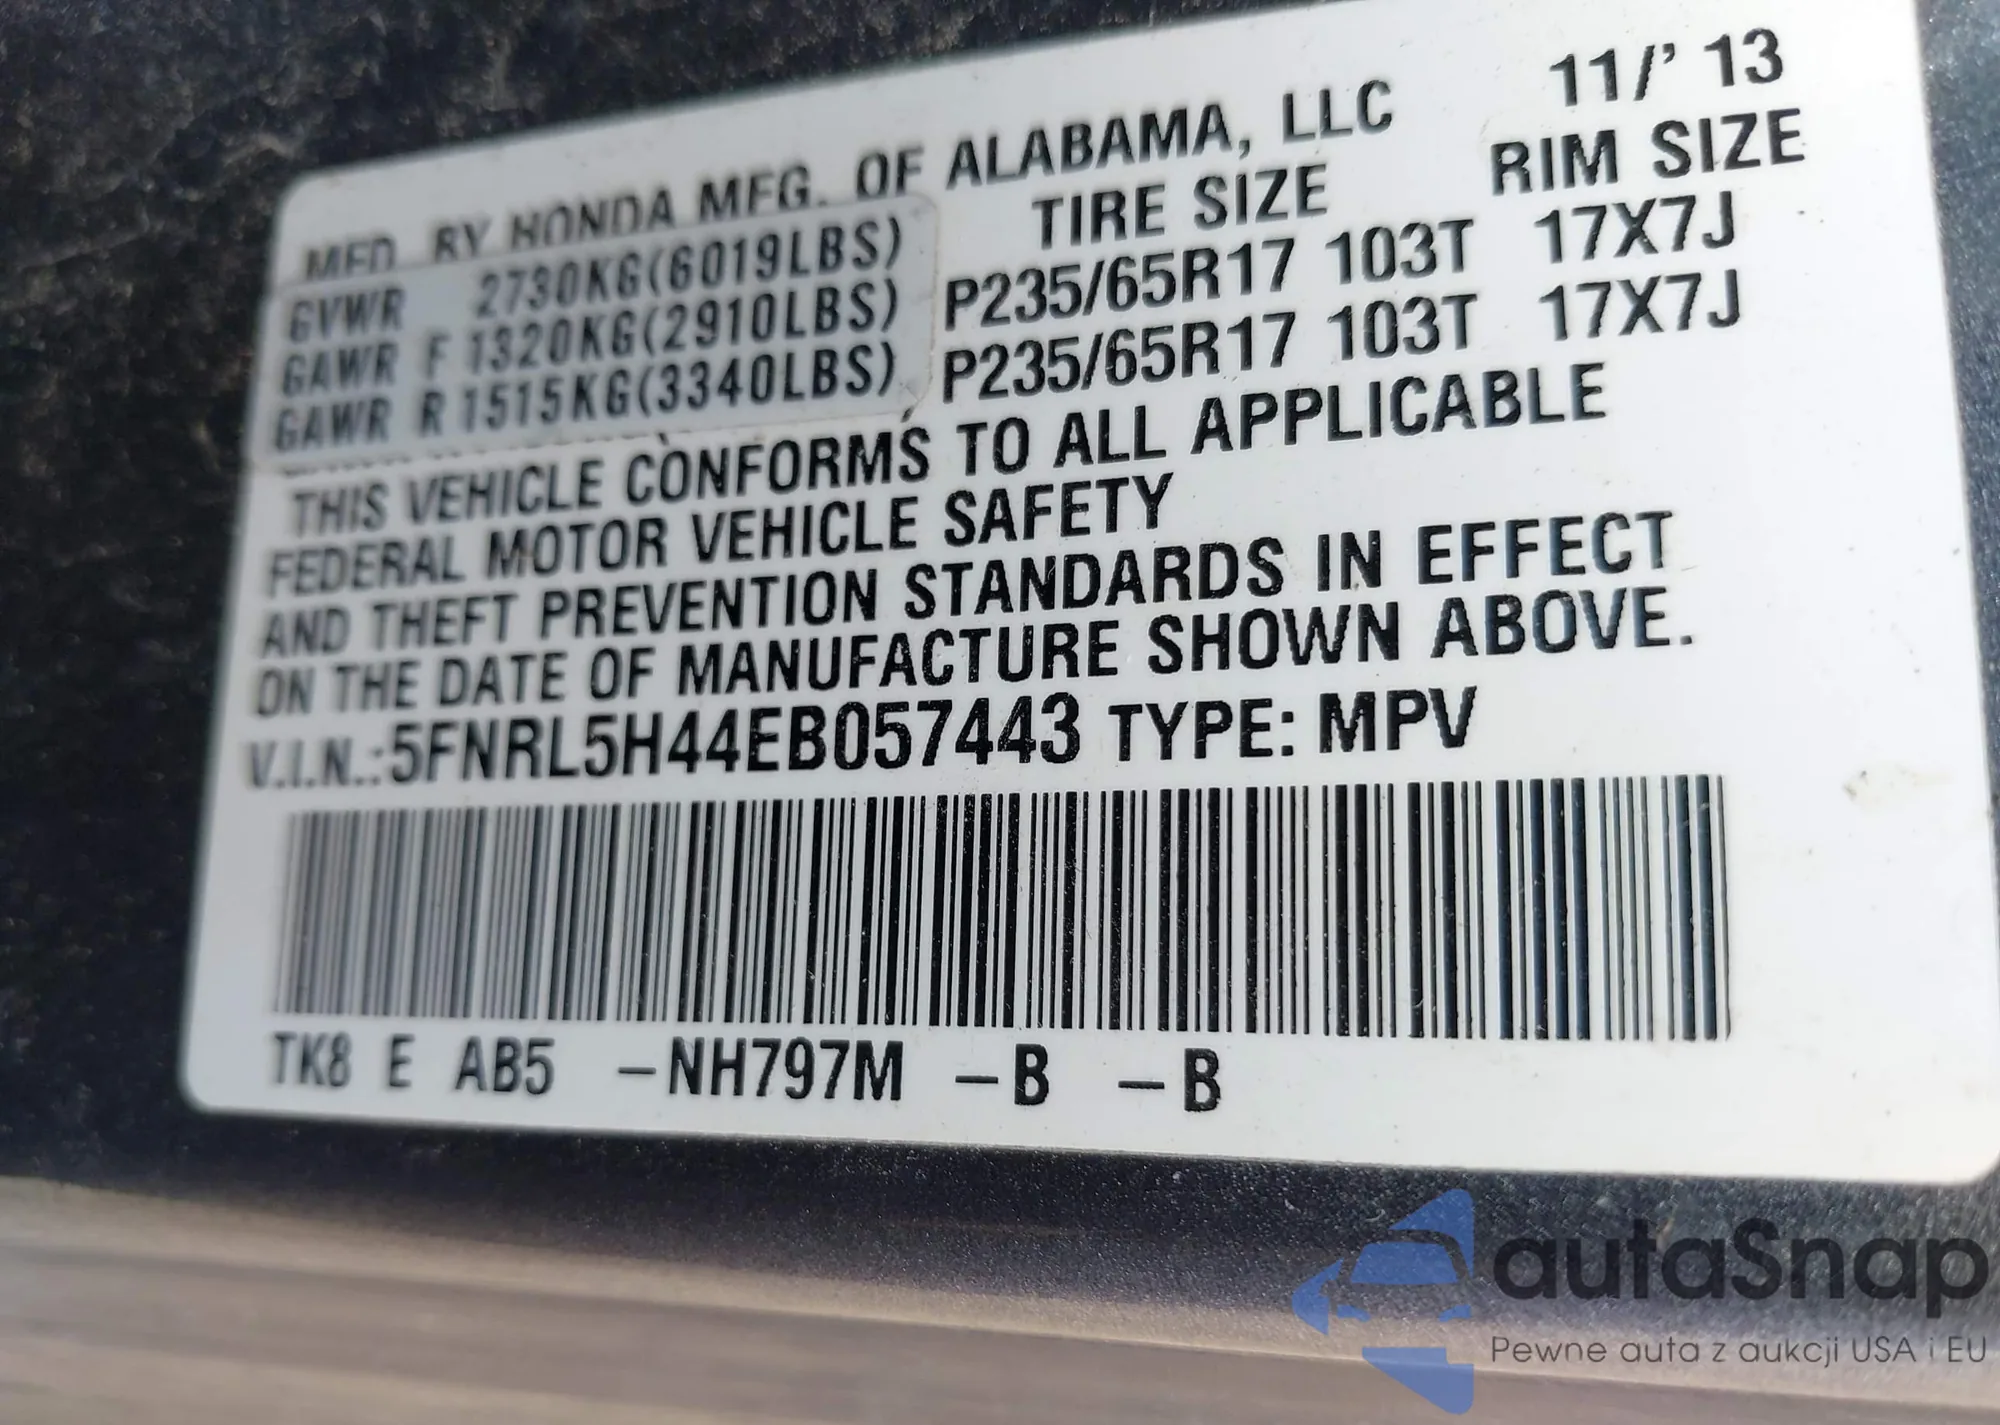 11/' 13
MFD. BY HONDA MFG. OF ALABAMA, LLC
TIRE SIZE RIM SIZE
GVWR 2730KG(6019LBS)
GAWR F 1320KG(2910LBS) P235/65R17 103T 17X7J
GAWR R 1515KG(3340LBS) P235/65R17 103T 17X7J
THIS VEHICLE CONFORMS TO ALL APPLICABLE
FEDERAL MOTOR VEHICLE SAFETY
AND THEFT PREVENTION STANDARDS IN EFFECT
ON THE DATE OF MANUFACTURE SHOWN ABOVE.
V.I.N.:5FNRL5H44EB057443 TYPE: MPV
TK8 E AB5 -NH797M -B -B
autaSnap
Pewne auta z aukcji USA i EU